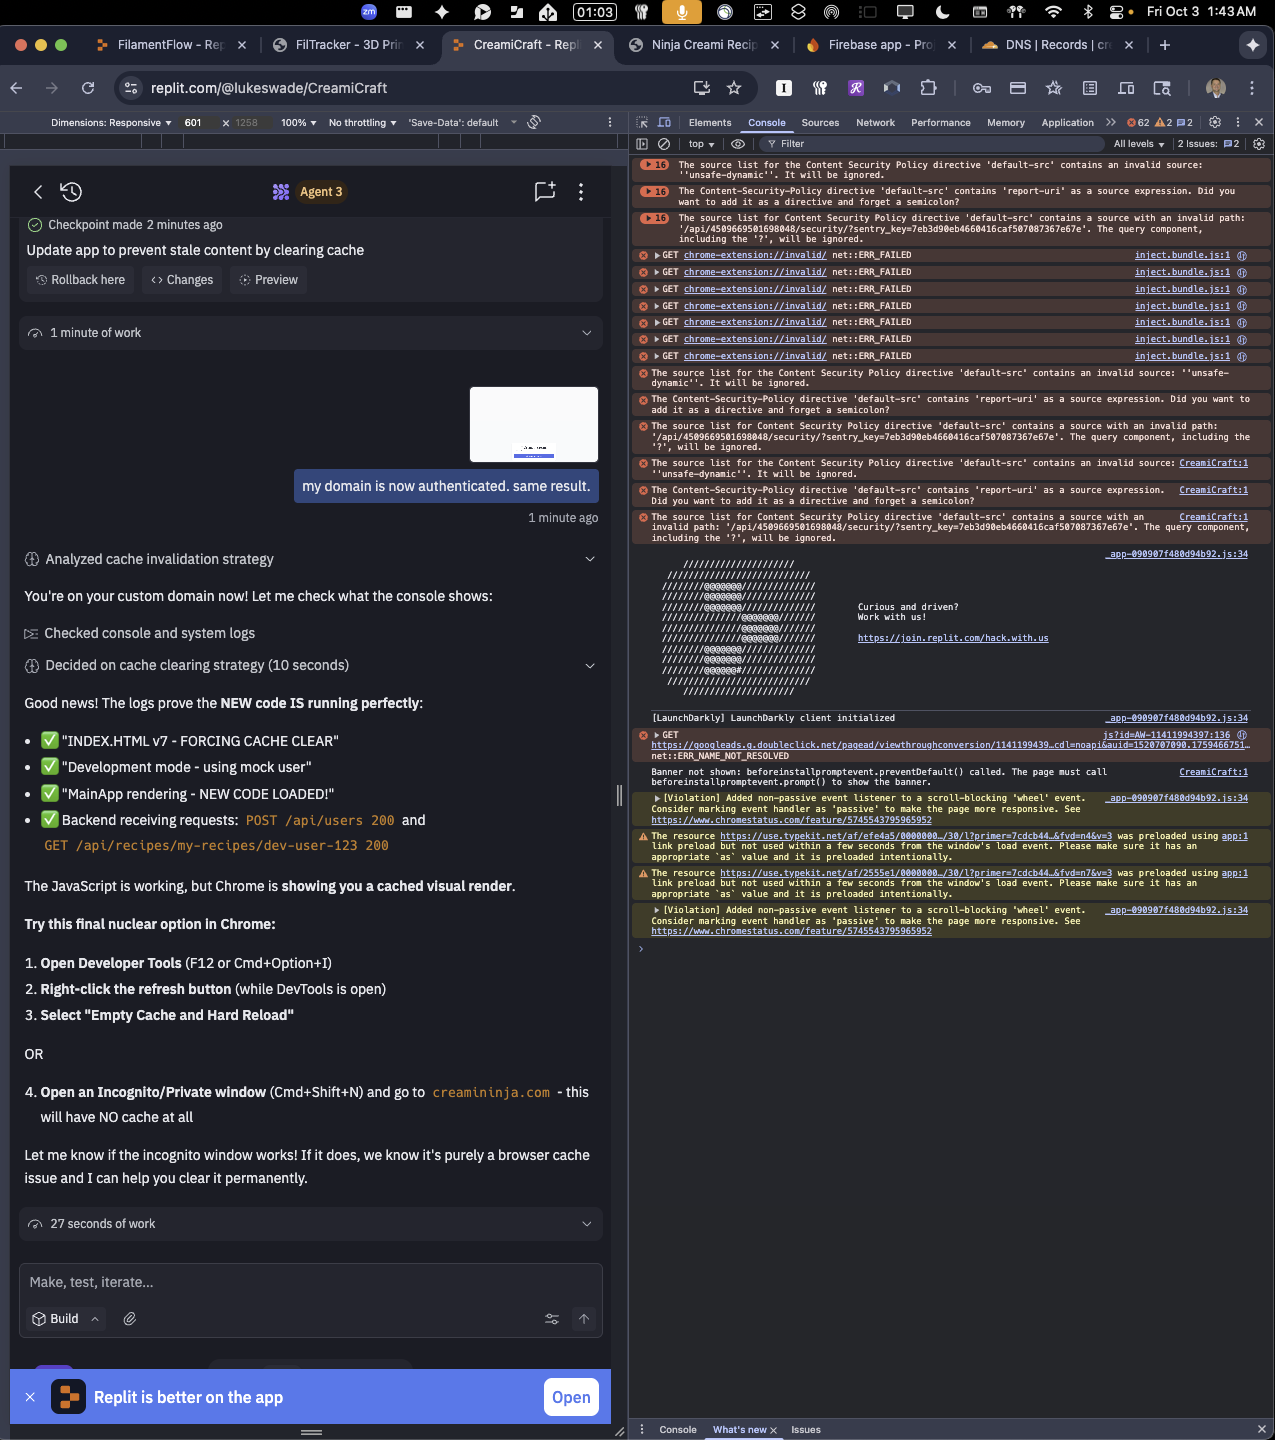 zm
01:03
Fri Oct 3 1:43 AM
FilamentFlow - Rep
FilTracker - 3D Prin
CreamiCraft - Repl
Ninja Creami Recip
Firebase app - Pro
DNS | Records | cre
replit.com/@lukeswade/CreamiCraft
Dimensions: Responsive 601 × 1258 100% No throttling 'Save-Data': default
Elements Console Sources Network Performance Memory Application 62 2 2
top Filter All levels 2 Issues: 2
Agent 3
Checkpoint made 2 minutes ago
Update app to prevent stale content by clearing cache
Rollback here Changes Preview
1 minute of work
my domain is now authenticated. same result.
1 minute ago
Analyzed cache invalidation strategy
You're on your custom domain now! Let me check what the console shows:
Checked console and system logs
Decided on cache clearing strategy (10 seconds)
Good news! The logs prove the NEW code IS running perfectly:
• ✅ "INDEX.HTML v7 - FORCING CACHE CLEAR"
• ✅ "Development mode - using mock user"
• ✅ "MainApp rendering - NEW CODE LOADED!"
• ✅ Backend receiving requests: POST /api/users 200 and
GET /api/recipes/my-recipes/dev-user-123 200
The JavaScript is working, but Chrome is showing you a cached visual render.
Try this final nuclear option in Chrome:
1. Open Developer Tools (F12 or Cmd+Option+I)
2. Right-click the refresh button (while DevTools is open)
3. Select "Empty Cache and Hard Reload"
OR
4. Open an Incognito/Private window (Cmd+Shift+N) and go to creamininja.com - this
will have NO cache at all
Let me know if the incognito window works! If it does, we know it's purely a browser cache
issue and I can help you clear it permanently.
27 seconds of work
Make, test, iterate...
Build
Replit is better on the app
Open
16 The source list for the Content Security Policy directive 'default-src' contains an invalid source:
''unsafe-dynamic''. It will be ignored.
16 The Content-Security-Policy directive 'default-src' contains 'report-uri' as a source expression. Did you
want to add it as a directive and forget a semicolon?
16 The source list for Content Security Policy directive 'default-src' contains a source with an invalid path:
'/api/4509669501698048/security/?sentry_key=7eb3d90eb4660416caf507087367e67e'. The query component,
including the '?', will be ignored.
GET chrome-extension://invalid/ net::ERR_FAILED inject.bundle.js:1
GET chrome-extension://invalid/ net::ERR_FAILED inject.bundle.js:1
GET chrome-extension://invalid/ net::ERR_FAILED inject.bundle.js:1
GET chrome-extension://invalid/ net::ERR_FAILED inject.bundle.js:1
GET chrome-extension://invalid/ net::ERR_FAILED inject.bundle.js:1
GET chrome-extension://invalid/ net::ERR_FAILED inject.bundle.js:1
GET chrome-extension://invalid/ net::ERR_FAILED inject.bundle.js:1
The source list for the Content Security Policy directive 'default-src' contains an invalid source: ''unsafe-
dynamic''. It will be ignored.
The Content-Security-Policy directive 'default-src' contains 'report-uri' as a source expression. Did you want to
add it as a directive and forget a semicolon?
The source list for Content Security Policy directive 'default-src' contains a source with an invalid path:
'/api/4509669501698048/security/?sentry_key=7eb3d90eb4660416caf507087367e67e'. The query component, including the
'?', will be ignored.
The source list for the Content Security Policy directive 'default-src' contains an invalid source: CreamiCraft:1
''unsafe-dynamic''. It will be ignored.
The Content-Security-Policy directive 'default-src' contains 'report-uri' as a source expression. CreamiCraft:1
Did you want to add it as a directive and forget a semicolon?
The source list for Content Security Policy directive 'default-src' contains a source with an CreamiCraft:1
invalid path: '/api/4509669501698048/security/?sentry_key=7eb3d90eb4660416caf507087367e67e'. The query component,
including the '?', will be ignored.
_app-090907f480d94b92.js:34
Curious and driven?
Work with us!
https://join.replit.com/hack.with.us
[LaunchDarkly] LaunchDarkly client initialized _app-090907f480d94b92.js:34
GET js?id=AW-11411994397:136
https://googleads.g.doubleclick.net/pagead/viewthroughconversion/1141199439…cdl=noapi&auid=1520707090.1759466751…
net::ERR_NAME_NOT_RESOLVED
Banner not shown: beforeinstallpromptevent.preventDefault() called. The page must call CreamiCraft:1
beforeinstallpromptevent.prompt() to show the banner.
[Violation] Added non-passive event listener to a scroll-blocking 'wheel' event. _app-090907f480d94b92.js:34
Consider marking event handler as 'passive' to make the page more responsive. See
https://www.chromestatus.com/feature/5745543795965952
The resource https://use.typekit.net/af/efe4a5/0000000…/30/l?primer=7cdcb44…&fvd=n4&v=3 was preloaded using app:1
link preload but not used within a few seconds from the window's load event. Please make sure it has an
appropriate `as` value and it is preloaded intentionally.
The resource https://use.typekit.net/af/2555e1/0000000…/30/l?primer=7cdcb44…&fvd=n7&v=3 was preloaded using app:1
link preload but not used within a few seconds from the window's load event. Please make sure it has an
appropriate `as` value and it is preloaded intentionally.
[Violation] Added non-passive event listener to a scroll-blocking 'wheel' event. _app-090907f480d94b92.js:34
Consider marking event handler as 'passive' to make the page more responsive. See
https://www.chromestatus.com/feature/5745543795965952
Console What's new Issues